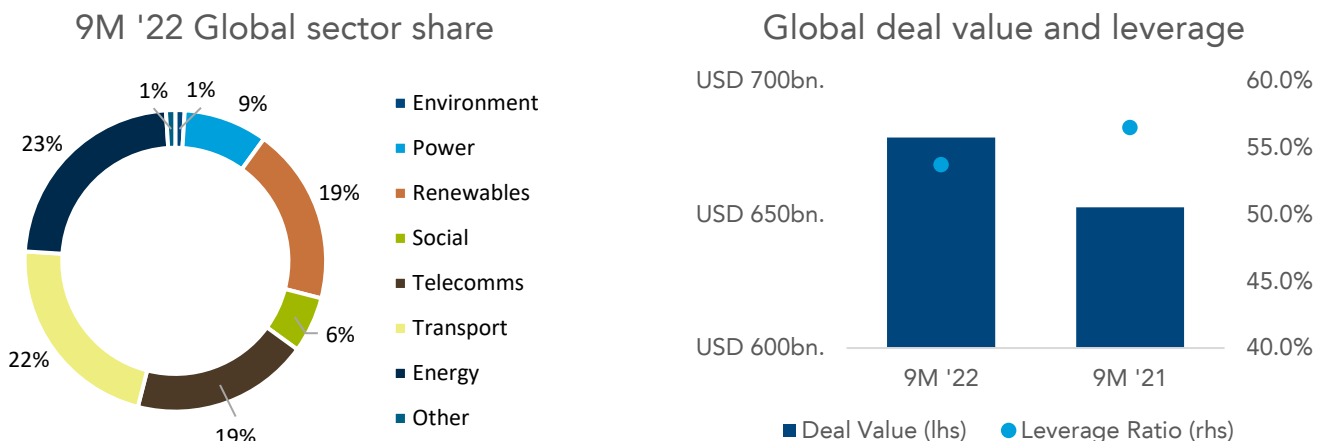 9M '22 Global sector share
1%
1%
9%
23%
19%
6%
22%
19%
Environment
Power
Renewables
Social
Telecomms
Transport
Energy
Other
Global deal value and leverage
USD 700bn.
60.0%
55.0%
USD 650bn.
50.0%
45.0%
USD 600bn.
40.0%
9M '22
9M '21
Deal Value (lhs)
Leverage Ratio (rhs)